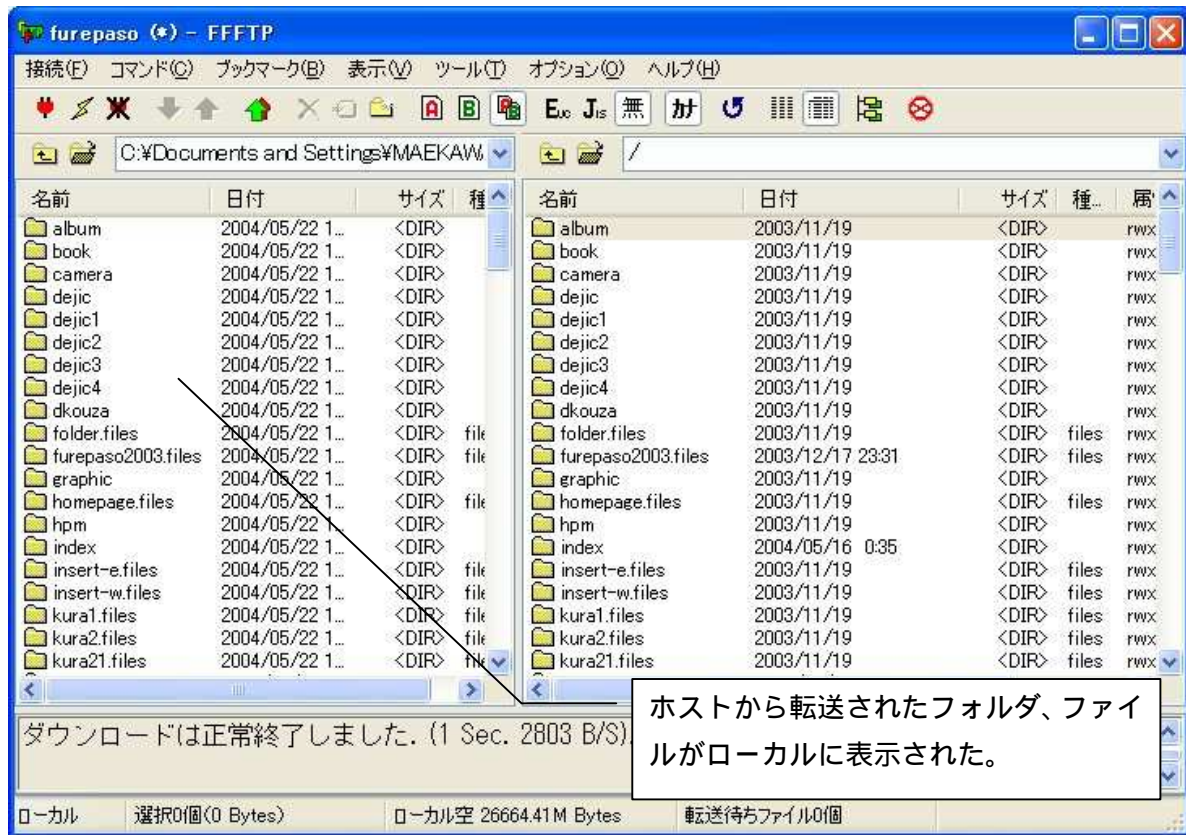 furepaso (*) - FFFTP
接続(F) コマンド(C) ブックマーク(B) 表示(V) ツール(T) オプション(O) ヘルプ(H)
A B B Euc Jis 無 カナ
C:¥Documents and Settings¥MAEKAW
/
名前 日付 サイズ 種
album 2004/05/22 1... <DIR>
book 2004/05/22 1... <DIR>
camera 2004/05/22 1... <DIR>
dejic 2004/05/22 1... <DIR>
dejic1 2004/05/22 1... <DIR>
dejic2 2004/05/22 1... <DIR>
dejic3 2004/05/22 1... <DIR>
dejic4 2004/05/22 1... <DIR>
dkouza 2004/05/22 1... <DIR>
folder.files 2004/05/22 1... <DIR> file
furepaso2003.files 2004/05/22 1... <DIR> file
graphic 2004/05/22 1... <DIR>
homepage.files 2004/05/22 1... <DIR> file
hpm 2004/05/22 1... <DIR>
index 2004/05/22 1... <DIR>
insert-e.files 2004/05/22 1... <DIR> file
insert-w.files 2004/05/22 1... <DIR> file
kura1.files 2004/05/22 1... <DIR> file
kura2.files 2004/05/22 1... <DIR> file
kura21.files 2004/05/22 1... <DIR> file
名前 日付 サイズ 種... 属
album 2003/11/19 <DIR> rwx
book 2003/11/19 <DIR> rwx
camera 2003/11/19 <DIR> rwx
dejic 2003/11/19 <DIR> rwx
dejic1 2003/11/19 <DIR> rwx
dejic2 2003/11/19 <DIR> rwx
dejic3 2003/11/19 <DIR> rwx
dejic4 2003/11/19 <DIR> rwx
dkouza 2003/11/19 <DIR> rwx
folder.files 2003/11/19 <DIR> files rwx
furepaso2003.files 2003/12/17 23:31 <DIR> files rwx
graphic 2003/11/19 <DIR> rwx
homepage.files 2003/11/19 <DIR> files rwx
hpm 2003/11/19 <DIR> rwx
index 2004/05/16 0:35 <DIR> rwx
insert-e.files 2003/11/19 <DIR> files rwx
insert-w.files 2003/11/19 <DIR> files rwx
kura1.files 2003/11/19 <DIR> files rwx
kura2.files 2003/11/19 <DIR> files rwx
kura21.files 2003/11/19 <DIR> files rwx
ホストから転送されたフォルダ、ファイ
ルがローカルに表示された。
ダウンロードは正常終了しました. (1 Sec. 2803 B/S).
ローカル 選択0個(0 Bytes) ローカル空 26664.41M Bytes 転送待ちファイル0個